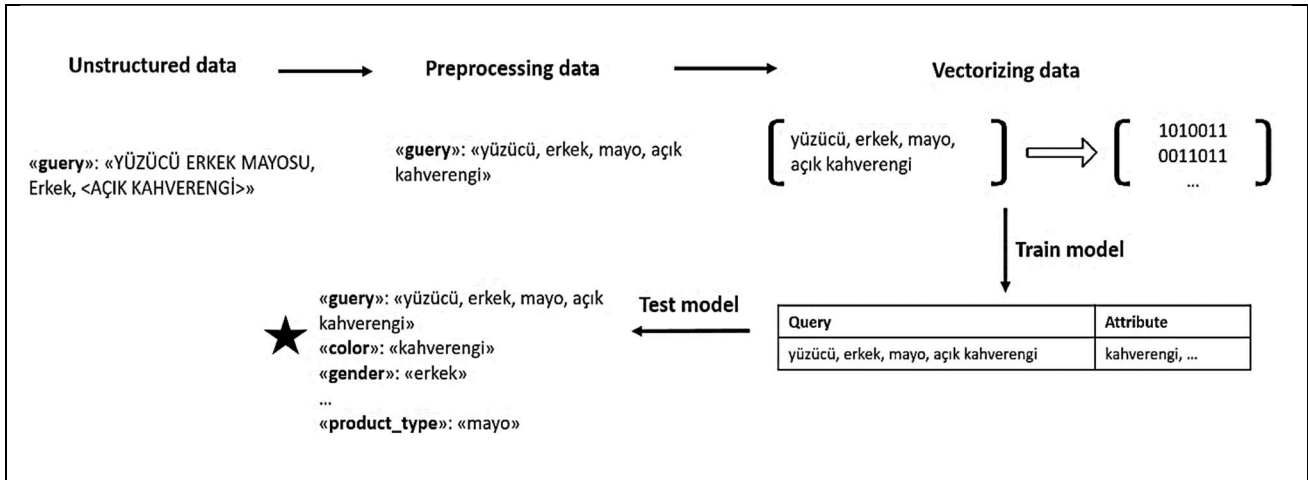 Unstructured data
Preprocessing data
Vectorizing data
«guery»: «YÜZÜCÜ ERKEK MAYOSU,
Erkek, <AÇIK KAHVERENGİ>»
«guery»: «yüzücü, erkek, mayo, açık
kahverengi»
yüzücü, erkek, mayo,
açık kahverengi
1010011
0011011
...
Train model
Query
Attribute
yüzücü, erkek, mayo, açık kahverengi
kahverengi, ...
Test model
«guery»: «yüzücü, erkek, mayo, açık
kahverengi»
«color»: «kahverengi»
«gender»: «erkek»
...
«product_type»: «mayo»